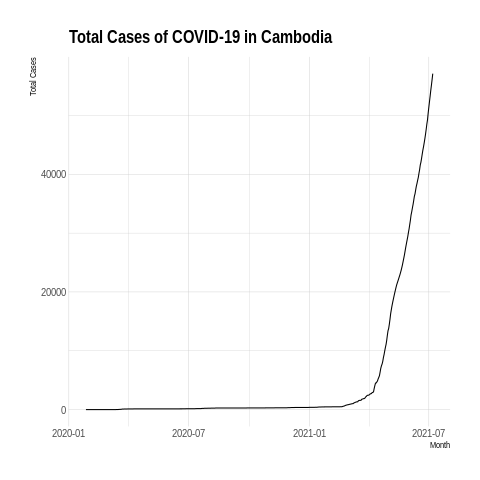 Total Cases of COVID-19 in Cambodia
Total Cases
40000
20000
0
2020-01 2020-07 2021-01 2021-07
Month